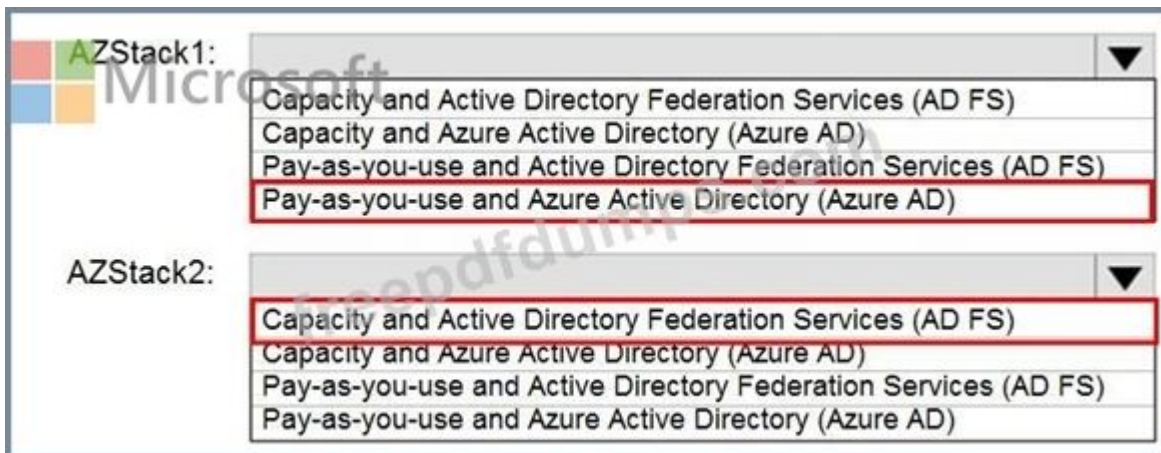 AZStack1:
Microsoft
Capacity and Active Directory Federation Services (AD FS)
Capacity and Azure Active Directory (Azure AD)
Pay-as-you-use and Active Directory Federation Services (AD FS)
Pay-as-you-use and Azure Active Directory (Azure AD)
freepdfdumps.com
AZStack2:
Capacity and Active Directory Federation Services (AD FS)
Capacity and Azure Active Directory (Azure AD)
Pay-as-you-use and Active Directory Federation Services (AD FS)
Pay-as-you-use and Azure Active Directory (Azure AD)